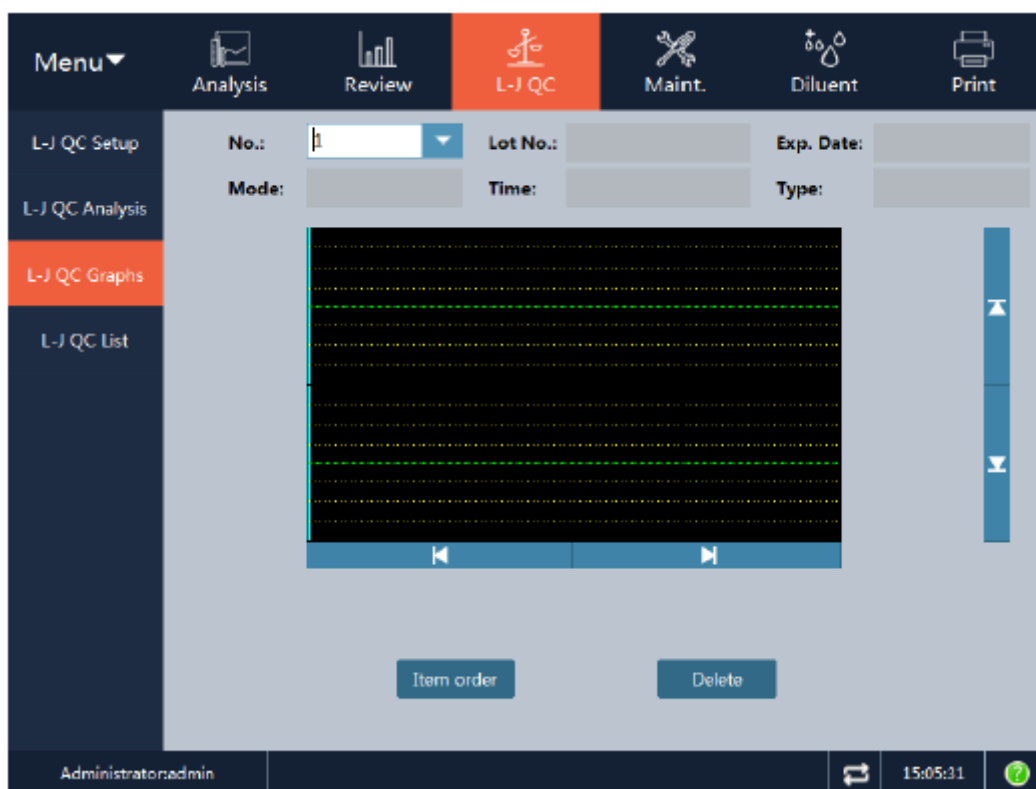 Menu
Analysis
Review
L-J QC
Maint.
Diluent
Print
L-J QC Setup
L-J QC Analysis
L-J QC Graphs
L-J QC List
No.: 1
Lot No.:
Exp. Date:
Mode:
Time:
Type:
Item order
Delete
Administrator:admin
15:05:31
?